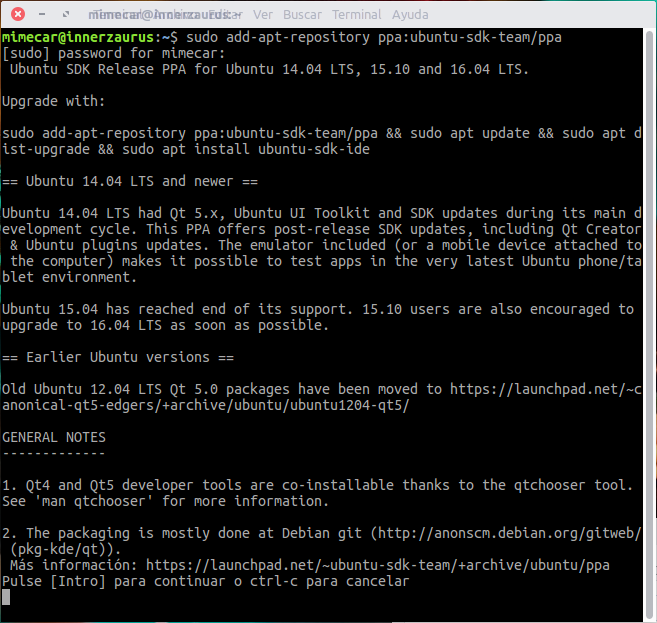 mimecar@innerzaurus: ~ Ver Buscar Terminal Ayuda
mimecar@innerzaurus:~$ sudo add-apt-repository ppa:ubuntu-sdk-team/ppa
[sudo] password for mimecar:
 Ubuntu SDK Release PPA for Ubuntu 14.04 LTS, 15.10 and 16.04 LTS.
Upgrade with:
sudo add-apt-repository ppa:ubuntu-sdk-team/ppa && sudo apt update && sudo apt d
ist-upgrade && sudo apt install ubuntu-sdk-ide
== Ubuntu 14.04 LTS and newer ==
Ubuntu 14.04 LTS had Qt 5.x, Ubuntu UI Toolkit and SDK updates during its main d
evelopment cycle. This PPA offers post-release SDK updates, including Qt Creator
 & Ubuntu plugins updates. The emulator included (or a mobile device attached to
 the computer) makes it possible to test apps in the very latest Ubuntu phone/ta
blet environment.
Ubuntu 15.04 has reached end of its support. 15.10 users are also encouraged to
upgrade to 16.04 LTS as soon as possible.
== Earlier Ubuntu versions ==
Old Ubuntu 12.04 LTS Qt 5.0 packages have been moved to https://launchpad.net/~c
anonical-qt5-edgers/+archive/ubuntu/ubuntu1204-qt5/
GENERAL NOTES
-------------
1. Qt4 and Qt5 developer tools are co-installable thanks to the qtchooser tool.
See 'man qtchooser' for more information.
2. The packaging is mostly done at Debian git (http://anonscm.debian.org/gitweb/
 (pkg-kde/qt)).
 Más información: https://launchpad.net/~ubuntu-sdk-team/+archive/ubuntu/ppa
Pulse [Intro] para continuar o ctrl-c para cancelar